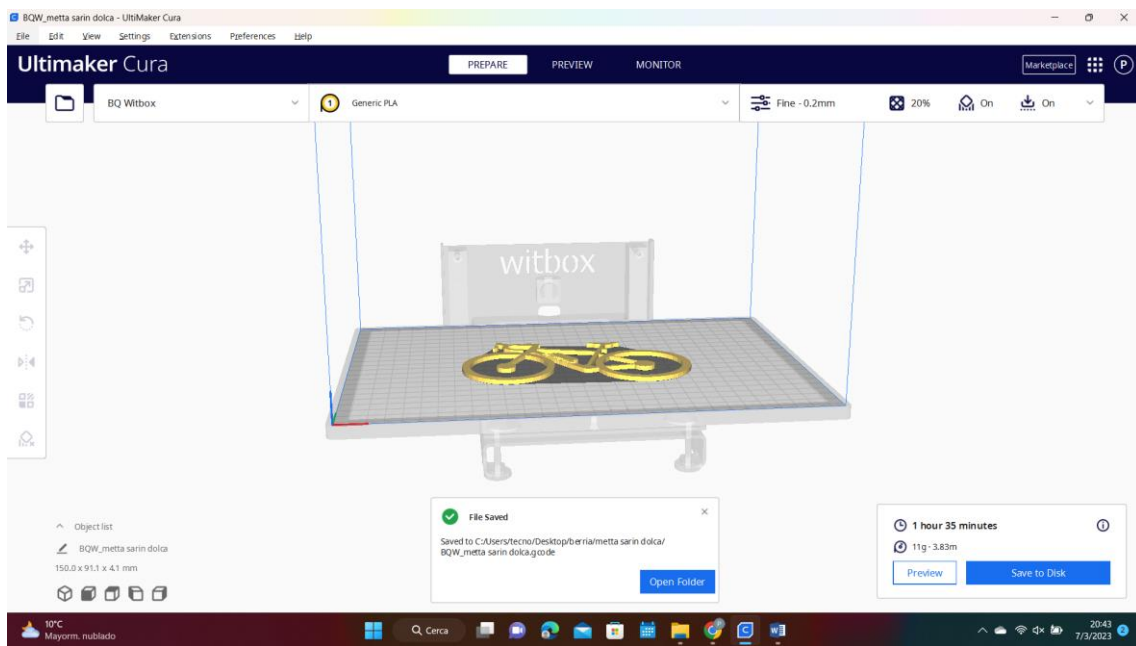 BQW_metta sarin dolca - UltiMaker Cura
File Edit View Settings Extensions Preferences Help
Ultimaker Cura
PREPARE PREVIEW MONITOR
Marketplace
P
BQ Witbox
1 Generic PLA
Fine - 0.2mm
20%
On
On
witbox
Object list
BQW_metta sarin dolca
150.0 x 91.1 x 4.1 mm
File Saved
Saved to C:/Users/tecno/Desktop/berria/metta sarin dolca/
BQW_metta sarin dolca.gcode
Open Folder
1 hour 35 minutes
11g · 3.83m
Preview
Save to Disk
10°C
Mayorm. nublado
Cerca
20:43
7/3/2023
2